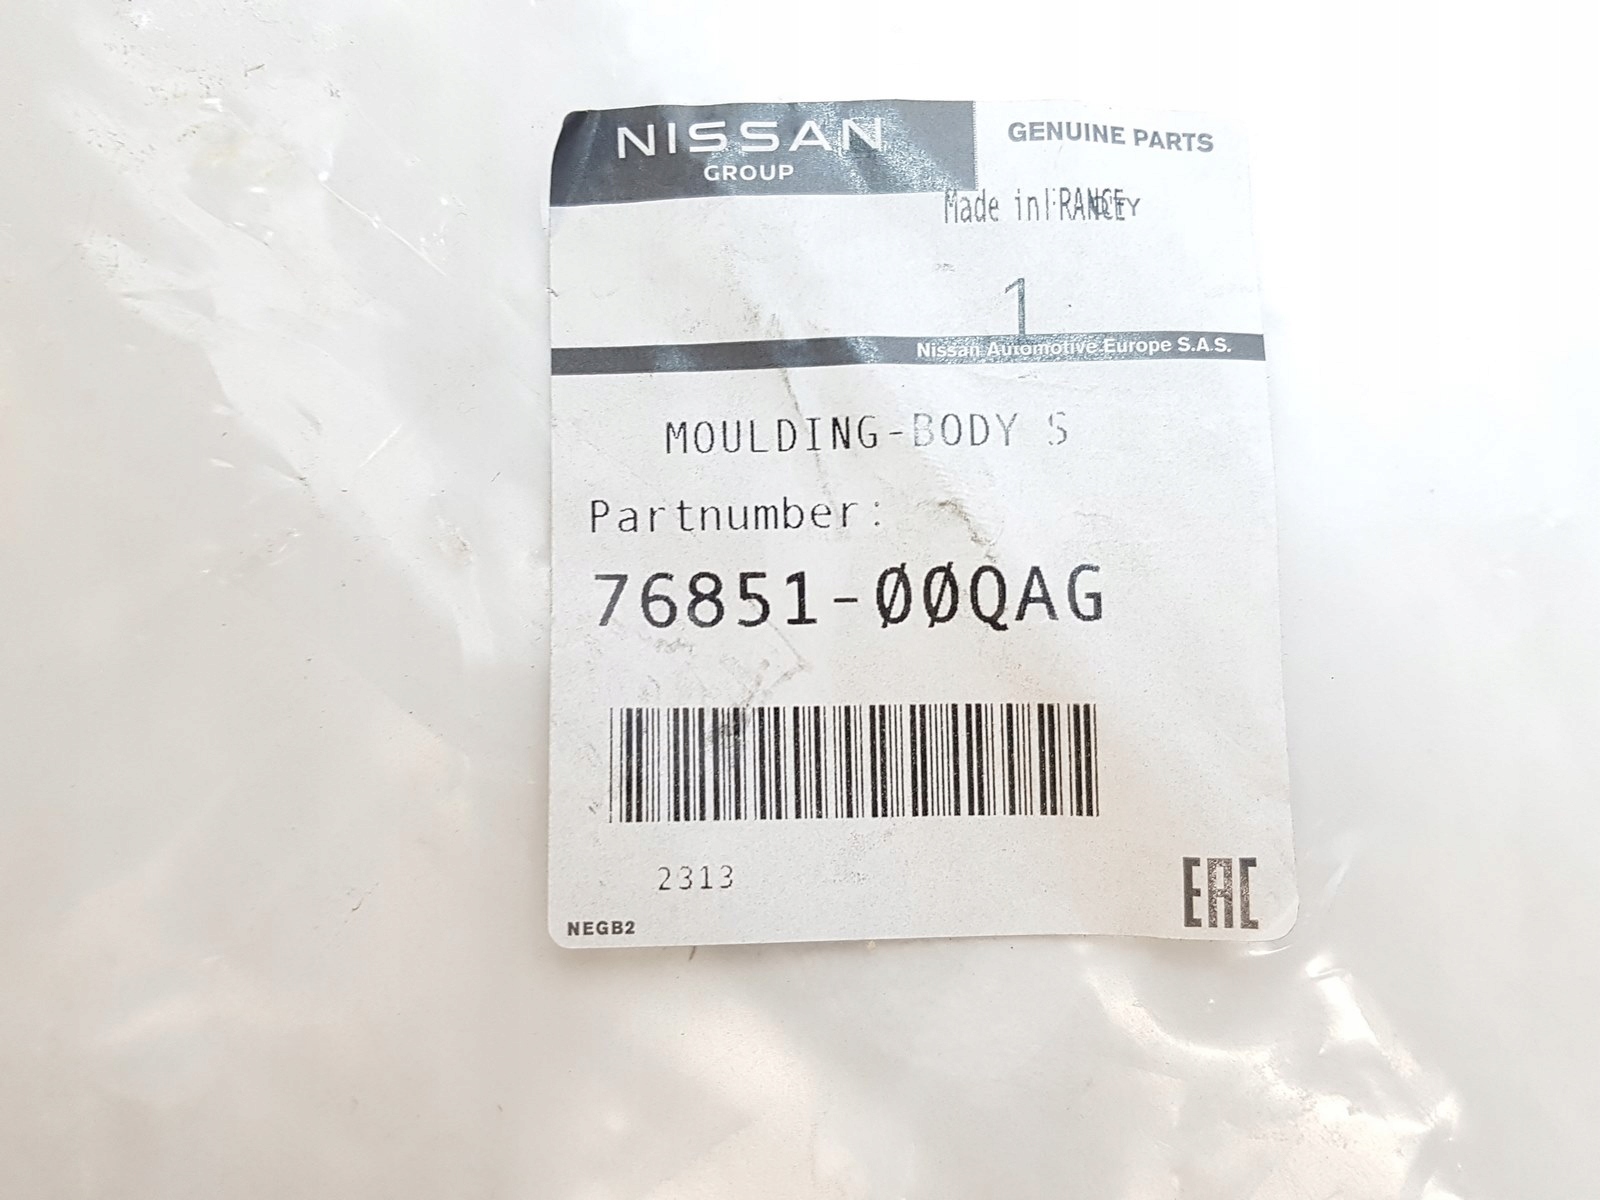 NISSAN
GROUP
GENUINE PARTS
Made in FRANCE
QTY
1
Nissan Automotive Europe S.A.S.
MOULDING-BODY S
Partnumber:
76851-00QAG
2313
NEGB2
EAC